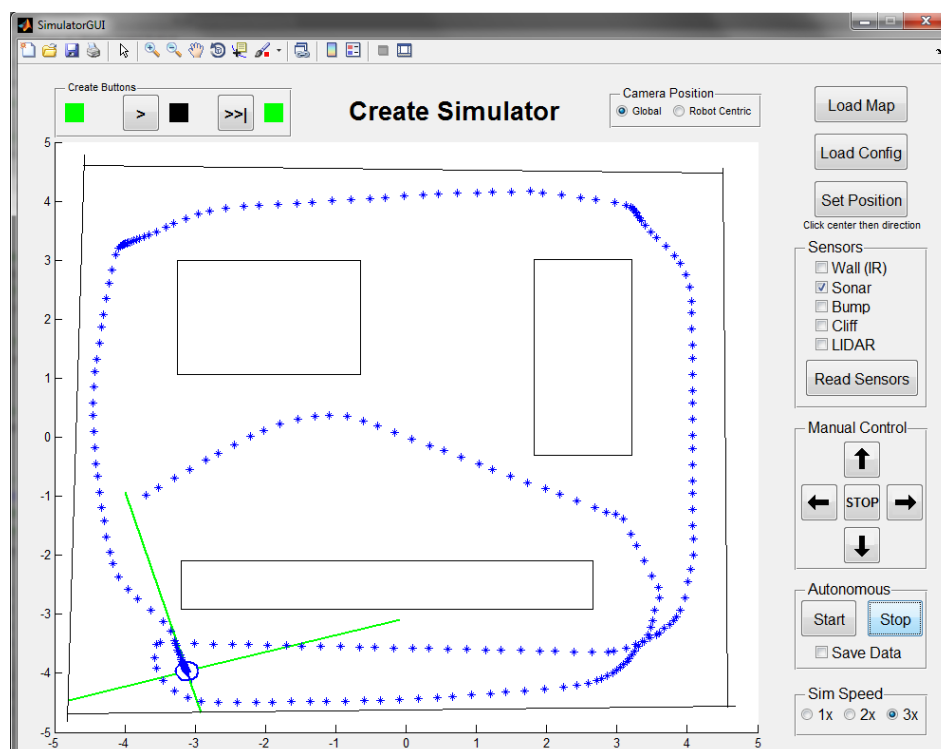 SimulatorGUI
Create Buttons
> >>|
Create Simulator
Camera Position
Global Robot Centric
Load Map
Load Config
Set Position
Click center then direction
Sensors
Wall (IR)
Sonar
Bump
Cliff
LIDAR
Read Sensors
Manual Control
STOP
Autonomous
Start Stop
Save Data
Sim Speed
1x 2x 3x
5
4
3
2
1
0
-1
-2
-3
-4
-5
-5 -4 -3 -2 -1 0 1 2 3 4 5